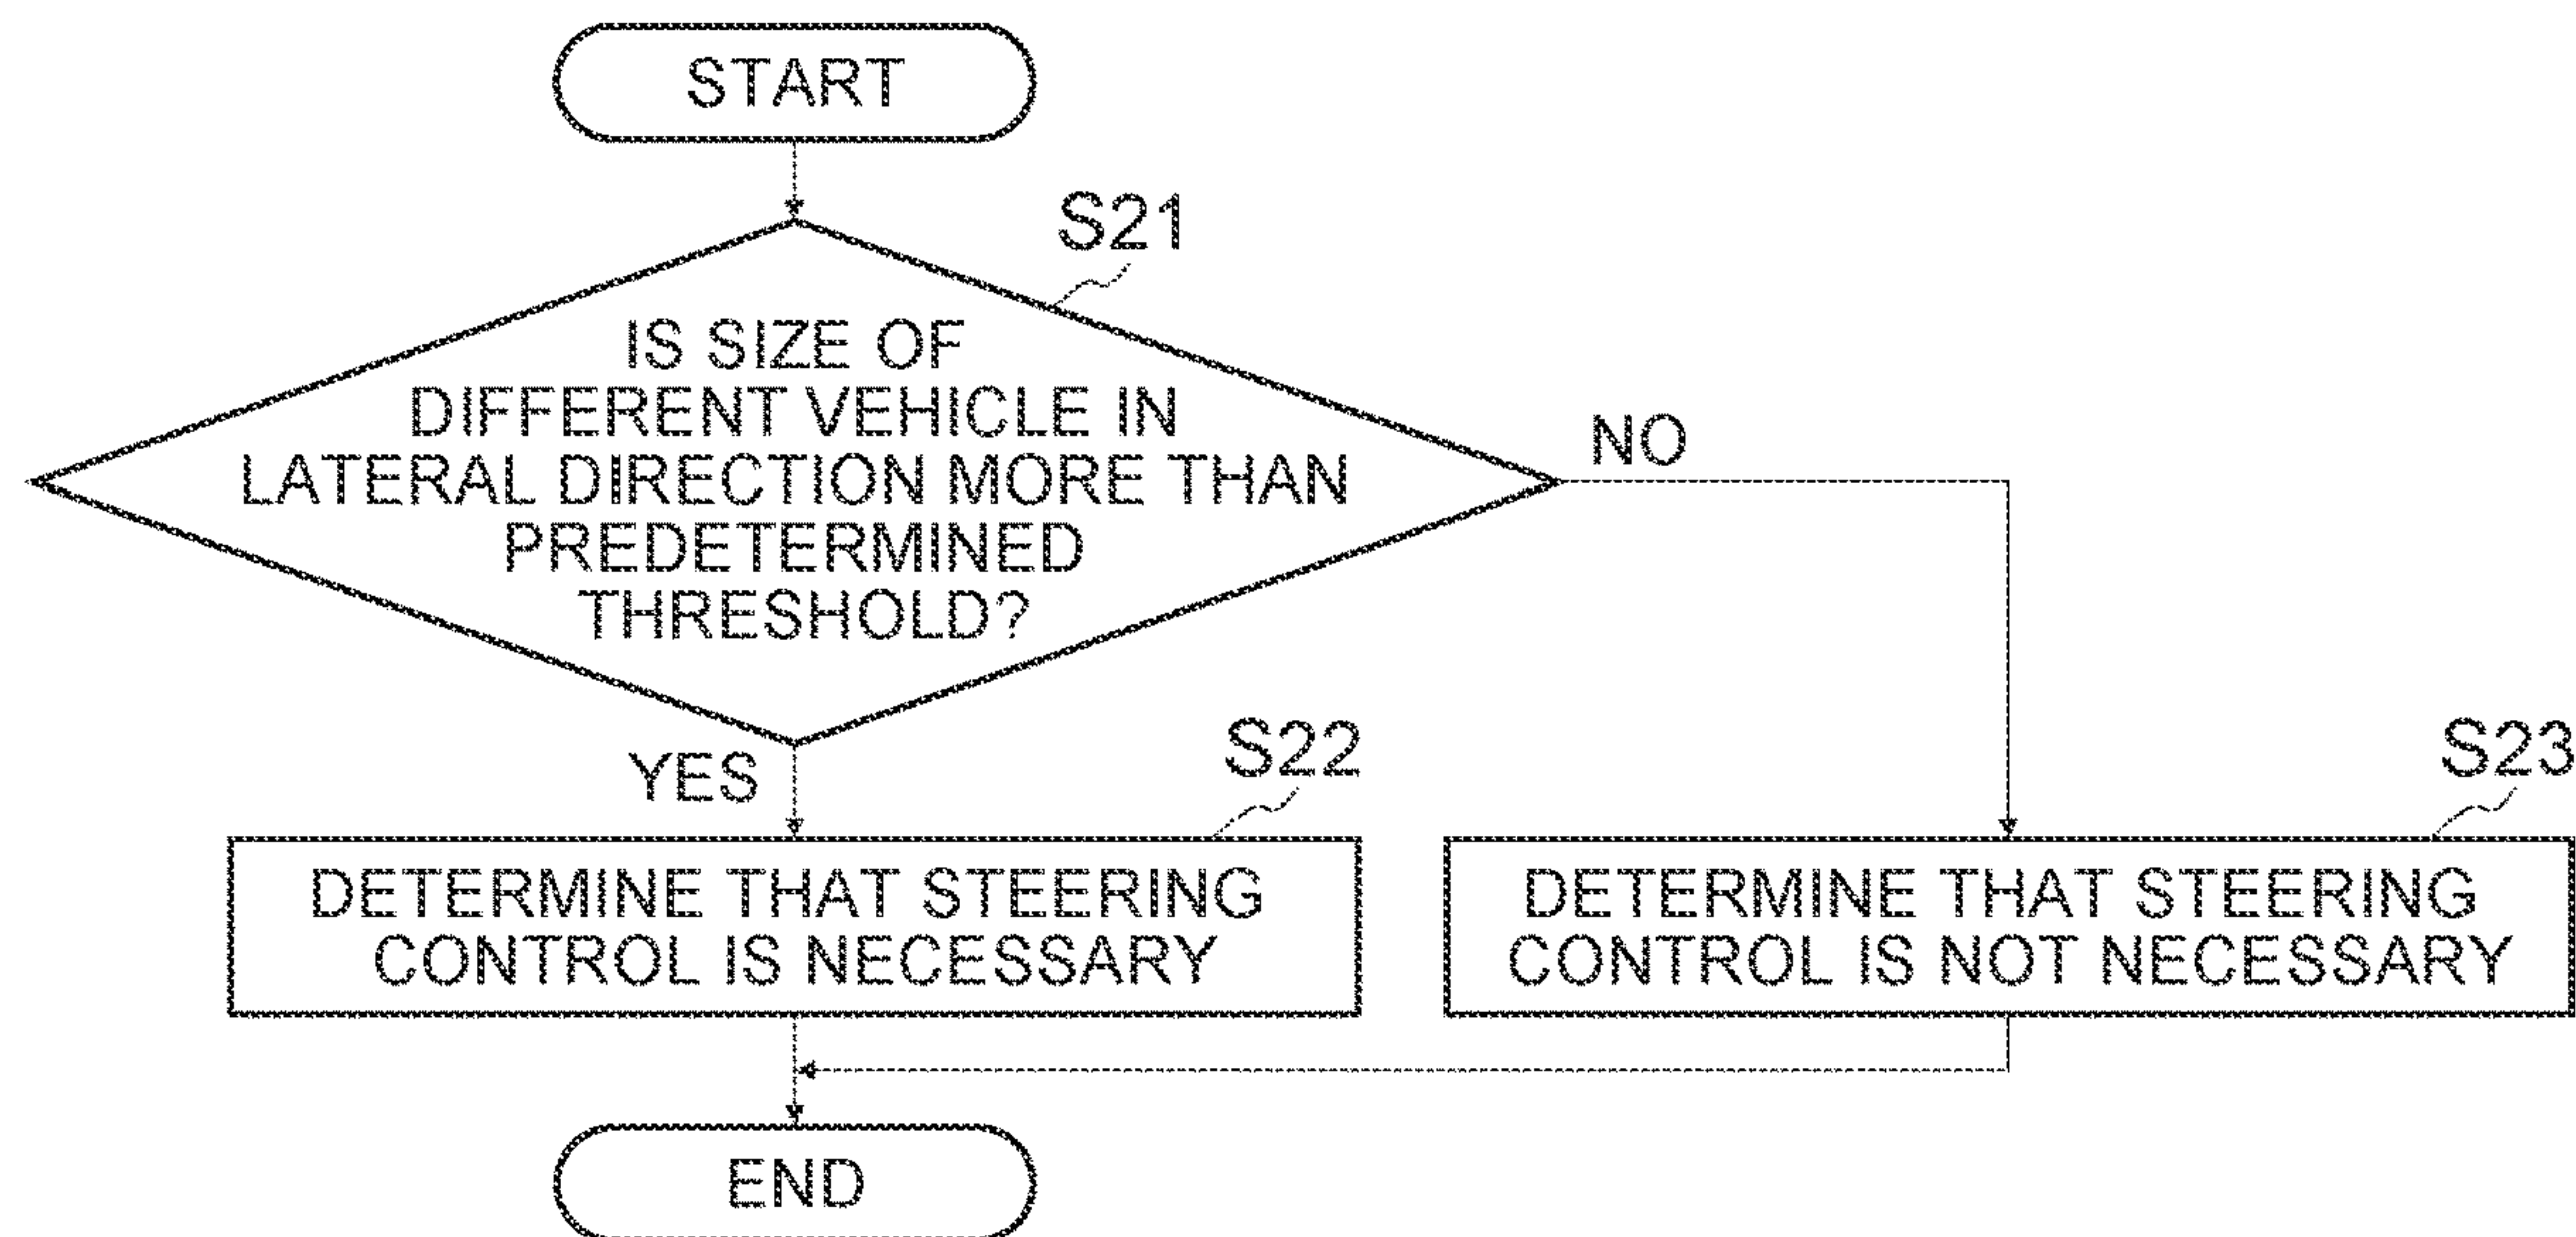 START
S21
IS SIZE OF
DIFFERENT VEHICLE IN
LATERAL DIRECTION MORE THAN
PREDETERMINED
THRESHOLD?
NO
YES
S22
DETERMINE THAT STEERING
CONTROL IS NECESSARY
S23
DETERMINE THAT STEERING
CONTROL IS NOT NECESSARY
END